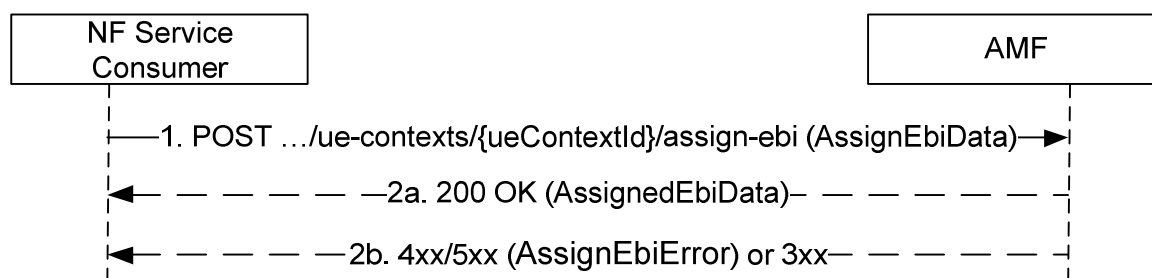 NF Service
Consumer
AMF
1. POST …/ue-contexts/{ueContextId}/assign-ebi (AssignEbiData)
2a. 200 OK (AssignedEbiData)
2b. 4xx/5xx (AssignEbiError) or 3xx